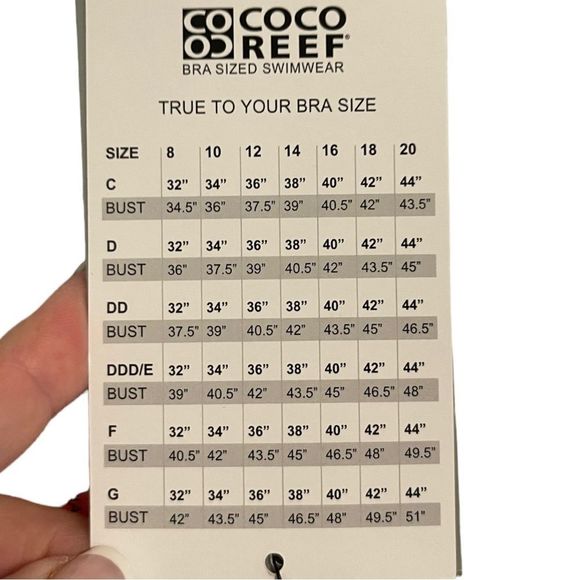 CO
CO
COCO
REEF®
BRA SIZED SWIMWEAR
TRUE TO YOUR BRA SIZE
SIZE 8 10 12 14 16 18 20
C 32” 34” 36” 38” 40” 42” 44”
BUST 34.5" 36" 37.5" 39" 40.5" 42" 43.5"
D 32” 34” 36” 38” 40” 42” 44”
BUST 36" 37.5" 39" 40.5" 42" 43.5" 45"
DD 32” 34” 36” 38” 40” 42” 44”
BUST 37.5" 39" 40.5" 42" 43.5" 45" 46.5"
DDD/E 32” 34” 36” 38” 40” 42” 44”
BUST 39" 40.5" 42" 43.5" 45" 46.5" 48"
F 32” 34” 36” 38” 40” 42” 44”
BUST 40.5" 42" 43.5" 45" 46.5" 48" 49.5"
G 32” 34” 36” 38” 40” 42” 44”
BUST 42" 43.5" 45" 46.5" 48" 49.5" 51"